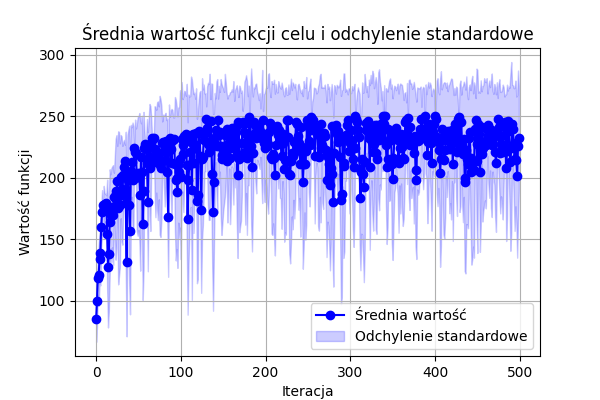 Średnia wartość funkcji celu i odchylenie standardowe
300
250
200
150
100
Wartość funkcji
0
100
200
300
400
500
Iteracja
Średnia wartość
Odchylenie standardowe